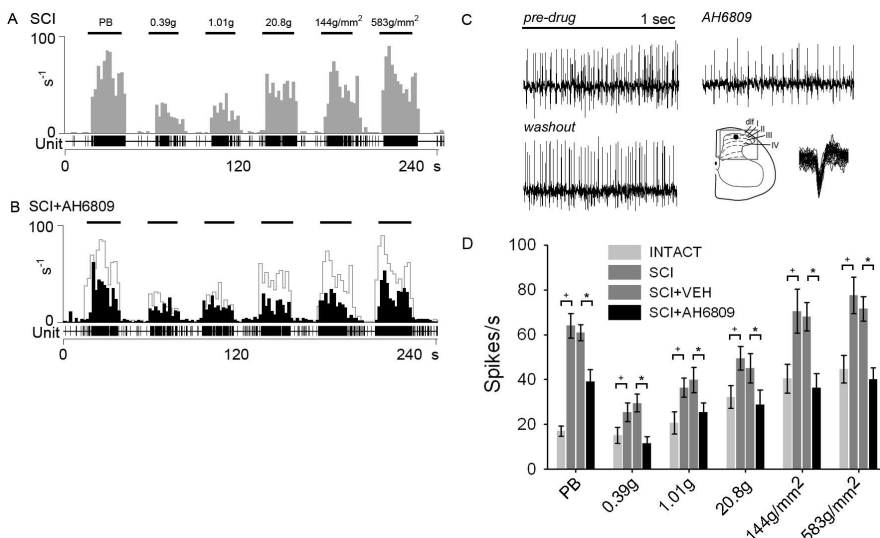 A SCI
PB 0.39g 1.01g 20.8g 144g/mm2 583g/mm2
100
s-1
0
Unit
0 120 240 s
B SCI+AH6809
100
s-1
0
Unit
0 120 240 s
C pre-drug 1 sec AH6809
washout
dlf I
II
III
IV
D
Spikes/s
100
80
60
40
20
0
INTACT
SCI
SCI+VEH
SCI+AH6809
+ * + * + * + * + * + *
PB 0.39g 1.01g 20.8g 144g/mm2 583g/mm2